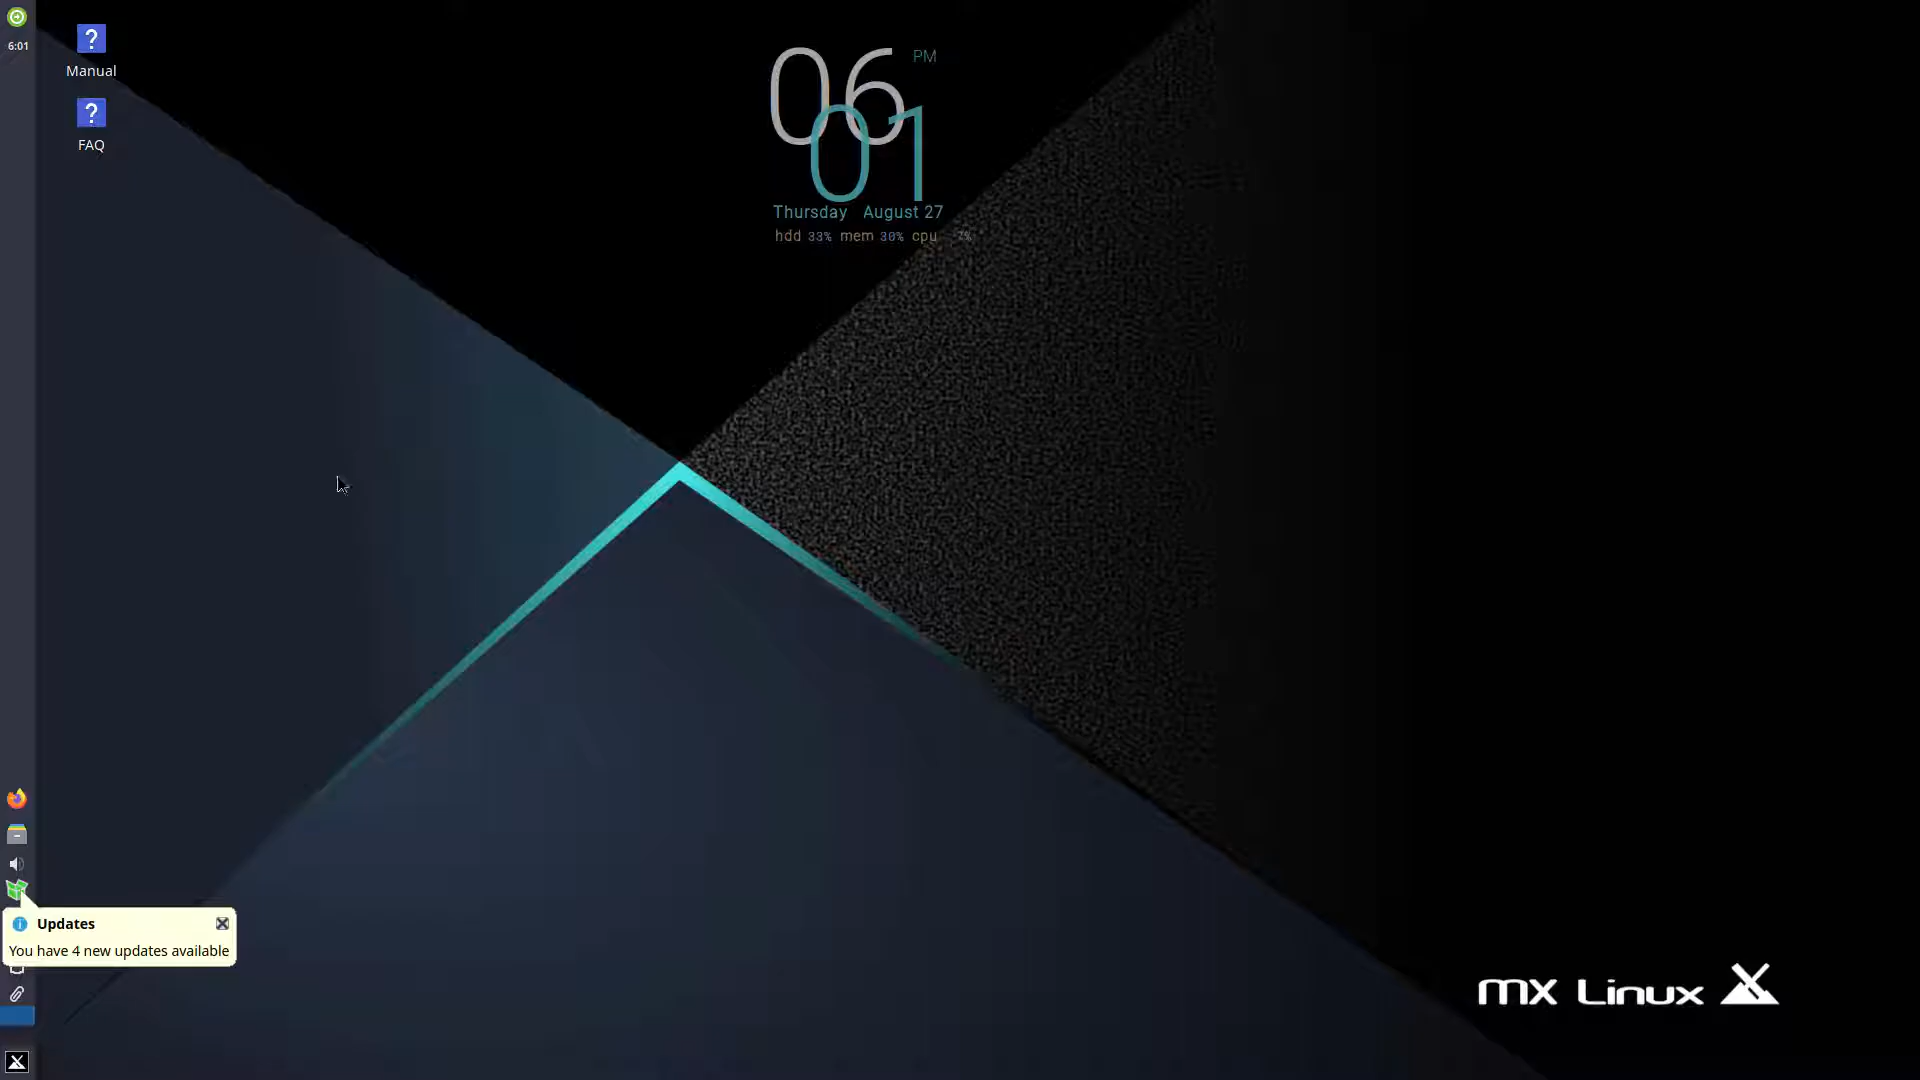 6:01
Manual
FAQ
06 PM
01
Thursday August 27
hdd 33% mem 30% cpu 7%
Updates
You have 4 new updates available
mx Linux